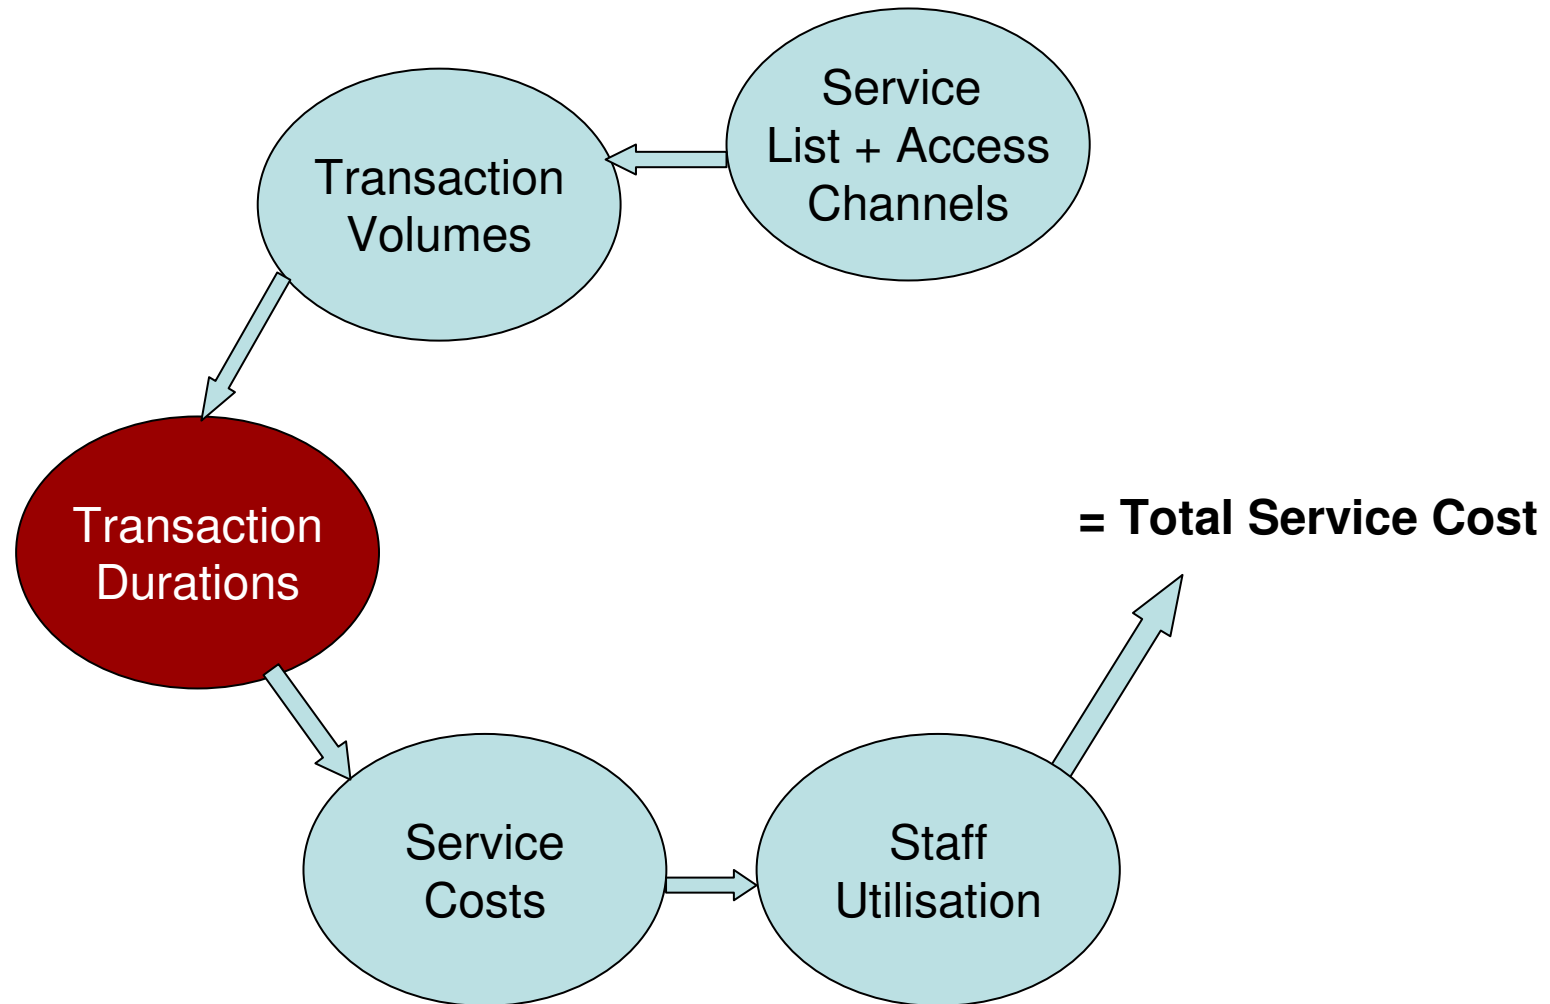 Service
List + Access
Channels
Transaction
Volumes
Transaction
Durations
Service
Costs
Staff
Utilisation
= Total Service Cost